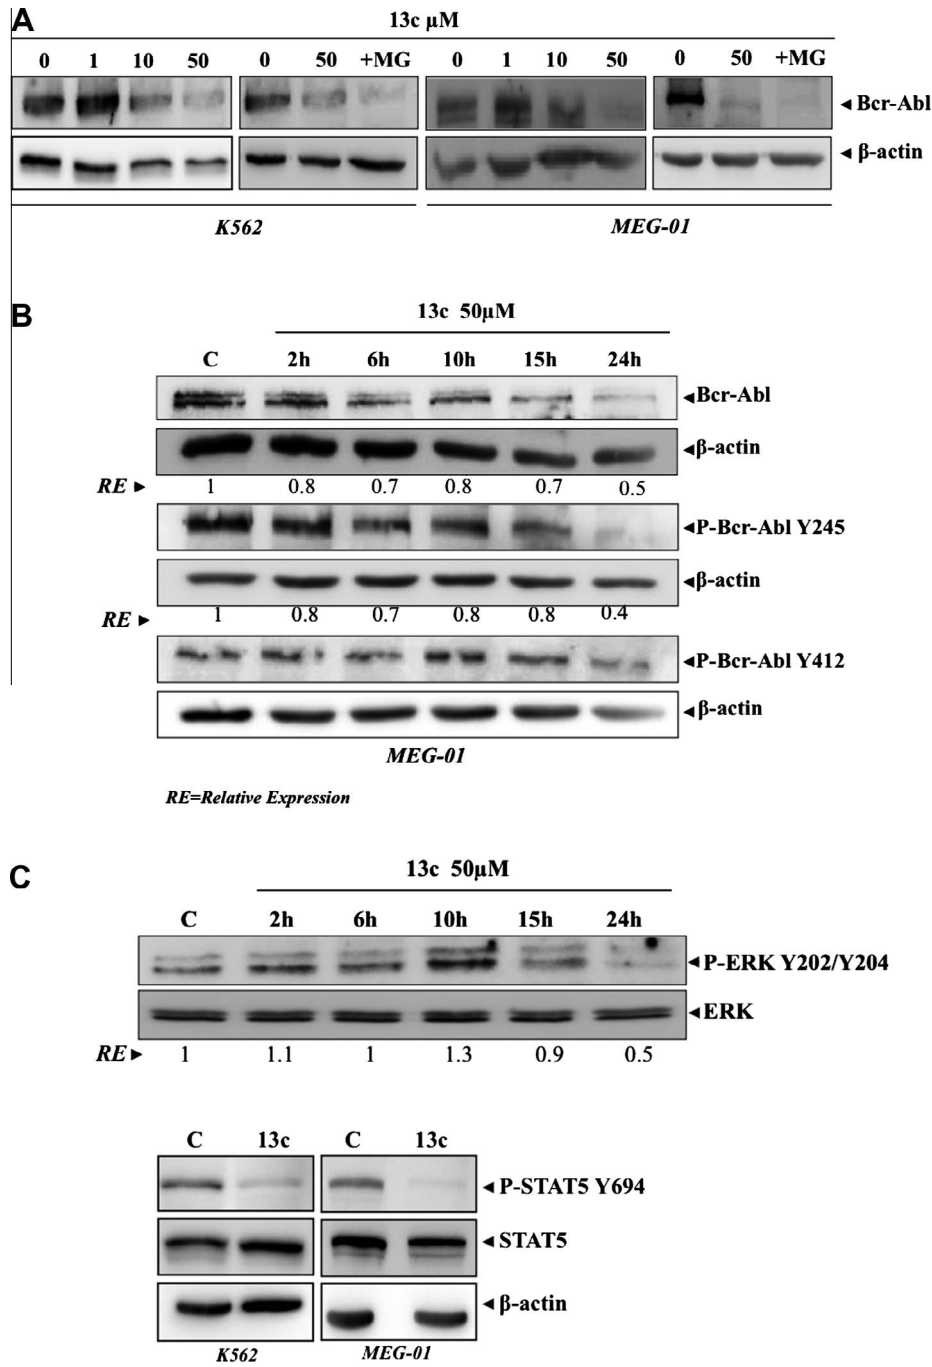 A
13c µM
0 1 10 50 0 50 +MG 0 1 10 50 0 50 +MG
Bcr-Abl
β-actin
K562 MEG-01
B
13c 50µM
C 2h 6h 10h 15h 24h
Bcr-Abl
β-actin
RE 1 0.8 0.7 0.8 0.7 0.5
P-Bcr-Abl Y245
β-actin
RE 1 0.8 0.7 0.8 0.8 0.4
P-Bcr-Abl Y412
β-actin
MEG-01
RE=Relative Expression
C
13c 50µM
C 2h 6h 10h 15h 24h
P-ERK Y202/Y204
ERK
RE 1 1.1 1 1.3 0.9 0.5
C 13c C 13c
P-STAT5 Y694
STAT5
β-actin
K562 MEG-01